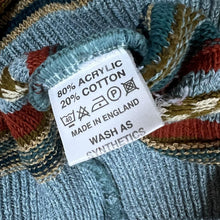 80% ACRYLIC
20% COTTON
MADE IN ENGLAND
WASH AS
SYNTHETICS